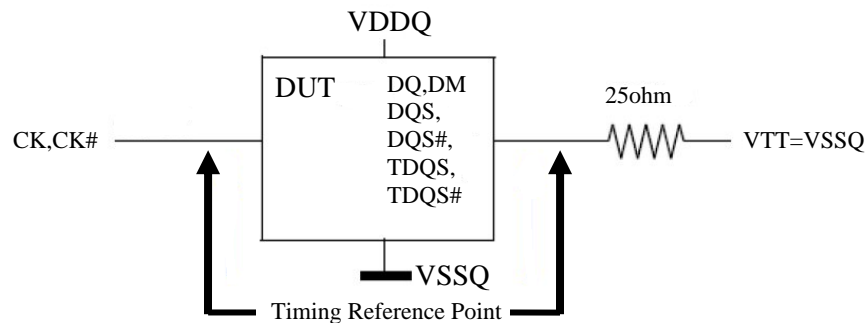 VDDQ
DUT
DQ,DM
DQS,
DQS#,
TDQS,
TDQS#
25ohm
CK,CK#
VTT=VSSQ
VSSQ
Timing Reference Point